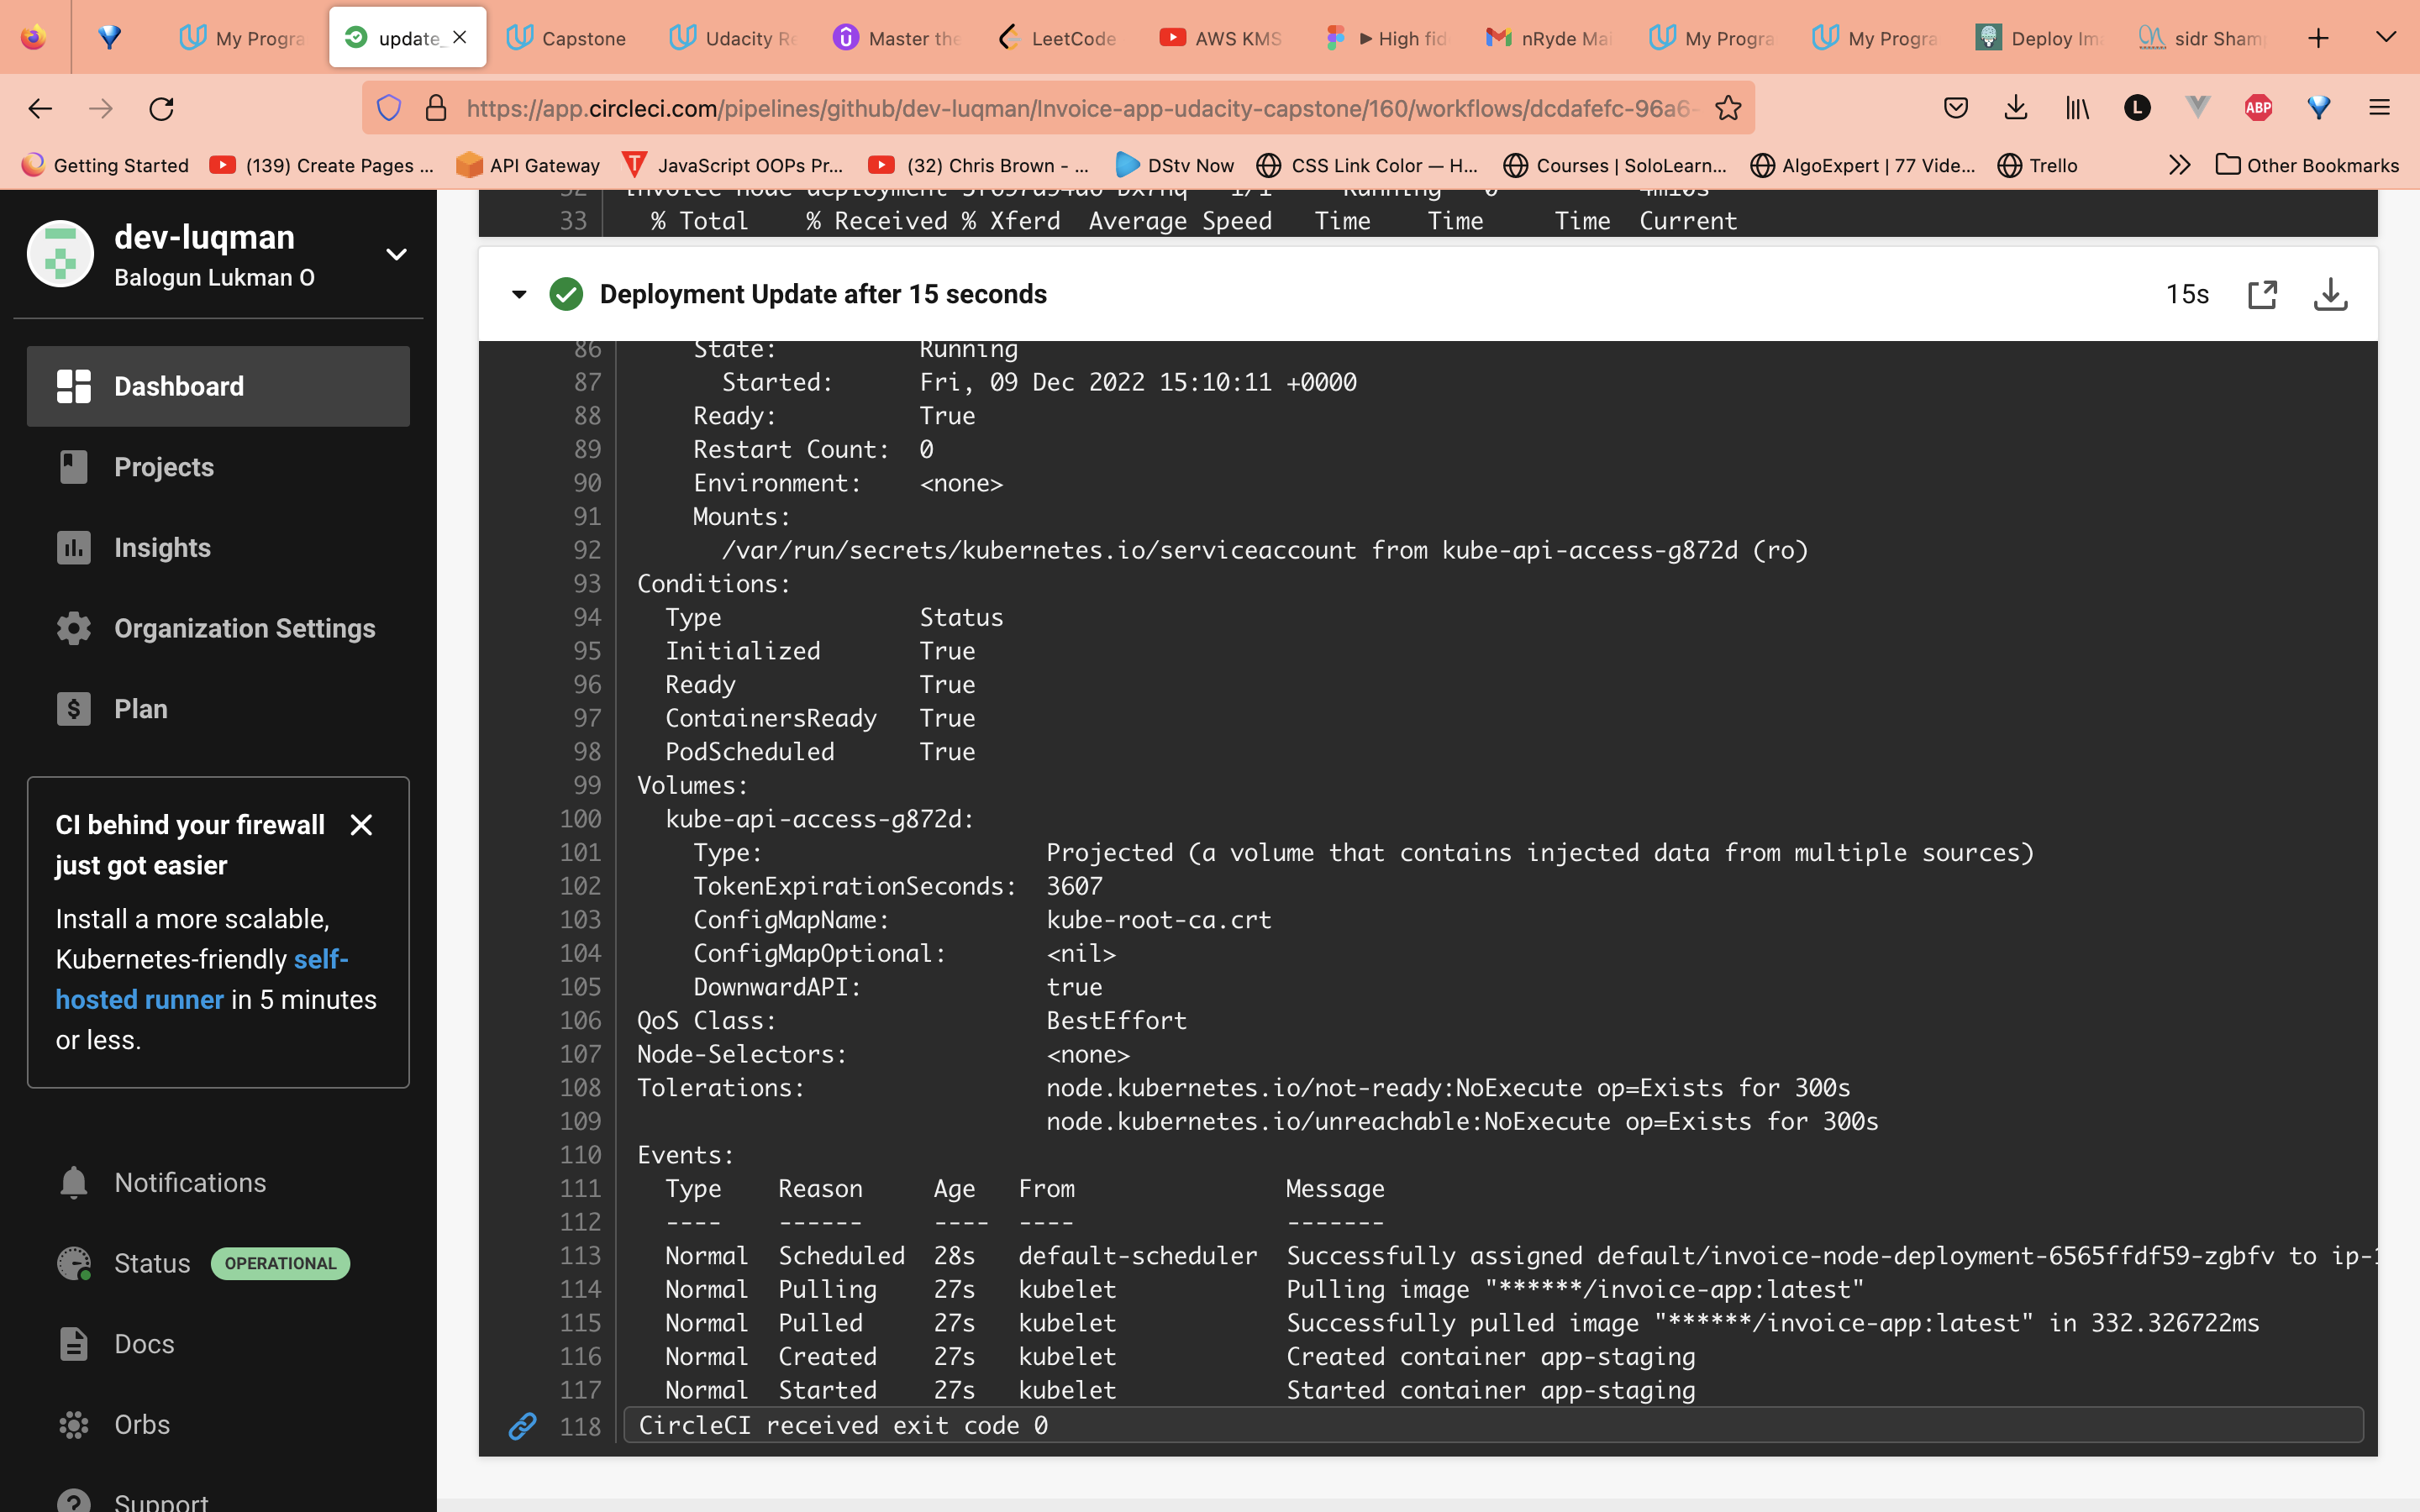 My Progra
update_
Capstone
Udacity Re
Master the
LeetCode
AWS KMS
▶ High fid
nRyde Mai
My Progra
My Progra
Deploy Im
sidr Sham
https://app.circleci.com/pipelines/github/dev-luqman/Invoice-app-udacity-capstone/160/workflows/dcdafefc-96a6-
L
ABP
Getting Started
(139) Create Pages ...
API Gateway
JavaScript OOPs Pr...
(32) Chris Brown - ...
DStv Now
CSS Link Color — H...
Courses | SoloLearn...
AlgoExpert | 77 Vide...
Trello
Other Bookmarks
dev-luqman
Balogun Lukman O
Dashboard
Projects
Insights
Organization Settings
Plan
CI behind your firewall
just got easier
Install a more scalable,
Kubernetes-friendly self-
hosted runner in 5 minutes
or less.
Notifications
Status OPERATIONAL
Docs
Orbs
Support
33 % Total % Received % Xferd Average Speed Time Time Time Current
Deployment Update after 15 seconds 15s
86 State: Running
87 Started: Fri, 09 Dec 2022 15:10:11 +0000
88 Ready: True
89 Restart Count: 0
90 Environment: <none>
91 Mounts:
92 /var/run/secrets/kubernetes.io/serviceaccount from kube-api-access-g872d (ro)
93 Conditions:
94 Type Status
95 Initialized True
96 Ready True
97 ContainersReady True
98 PodScheduled True
99 Volumes:
100 kube-api-access-g872d:
101 Type: Projected (a volume that contains injected data from multiple sources)
102 TokenExpirationSeconds: 3607
103 ConfigMapName: kube-root-ca.crt
104 ConfigMapOptional: <nil>
105 DownwardAPI: true
106 QoS Class: BestEffort
107 Node-Selectors: <none>
108 Tolerations: node.kubernetes.io/not-ready:NoExecute op=Exists for 300s
109 node.kubernetes.io/unreachable:NoExecute op=Exists for 300s
110 Events:
111 Type Reason Age From Message
112 ---- ------ ---- ---- -------
113 Normal Scheduled 28s default-scheduler Successfully assigned default/invoice-node-deployment-6565ffdf59-zgbfv to ip-1
114 Normal Pulling 27s kubelet Pulling image "******/invoice-app:latest"
115 Normal Pulled 27s kubelet Successfully pulled image "******/invoice-app:latest" in 332.326722ms
116 Normal Created 27s kubelet Created container app-staging
117 Normal Started 27s kubelet Started container app-staging
118 CircleCI received exit code 0